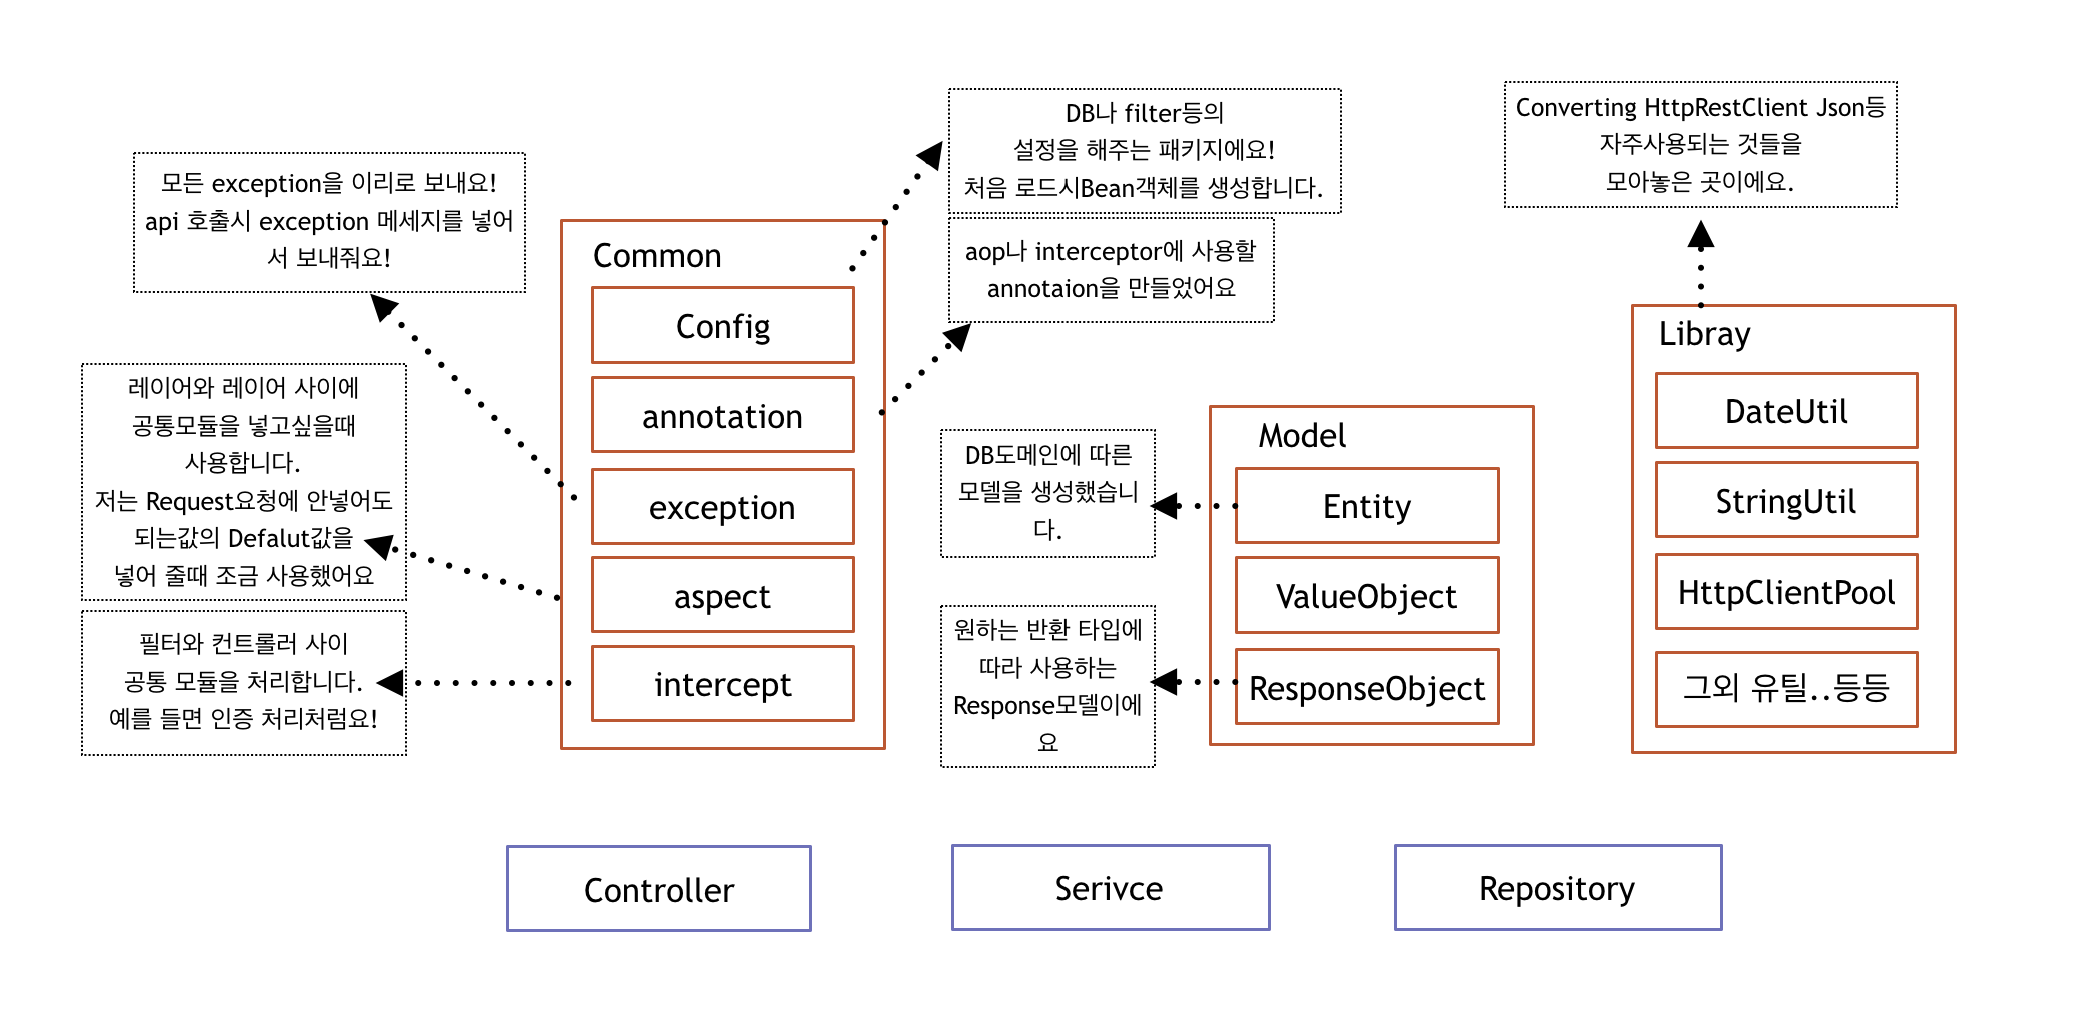 모든 exception을 이리로 보내요!
api 호출시 exception 메세지를 넣어
서 보내줘요!
레이어와 레이어 사이에
공통모듈을 넣고싶을때
사용합니다.
저는 Request요청에 안넣어도
되는값의 Defalut값을
넣어 줄때 조금 사용했어요
필터와 컨트롤러 사이
공통 모듈을 처리합니다.
예를 들면 인증 처리처럼요!
Common
Config
annotation
exception
aspect
intercept
DB나 filter등의
설정을 해주는 패키지에요!
처음 로드시Bean객체를 생성합니다.
aop나 interceptor에 사용할
annotaion을 만들었어요
DB도메인에 따른
모델을 생성했습니
다.
원하는 반환 타입에
따라 사용하는
Response모델이에
요
Model
Entity
ValueObject
ResponseObject
Converting HttpRestClient Json등
자주사용되는 것들을
모아놓은 곳이에요.
Libray
DateUtil
StringUtil
HttpClientPool
그외 유틸..등등
Controller
Serivce
Repository